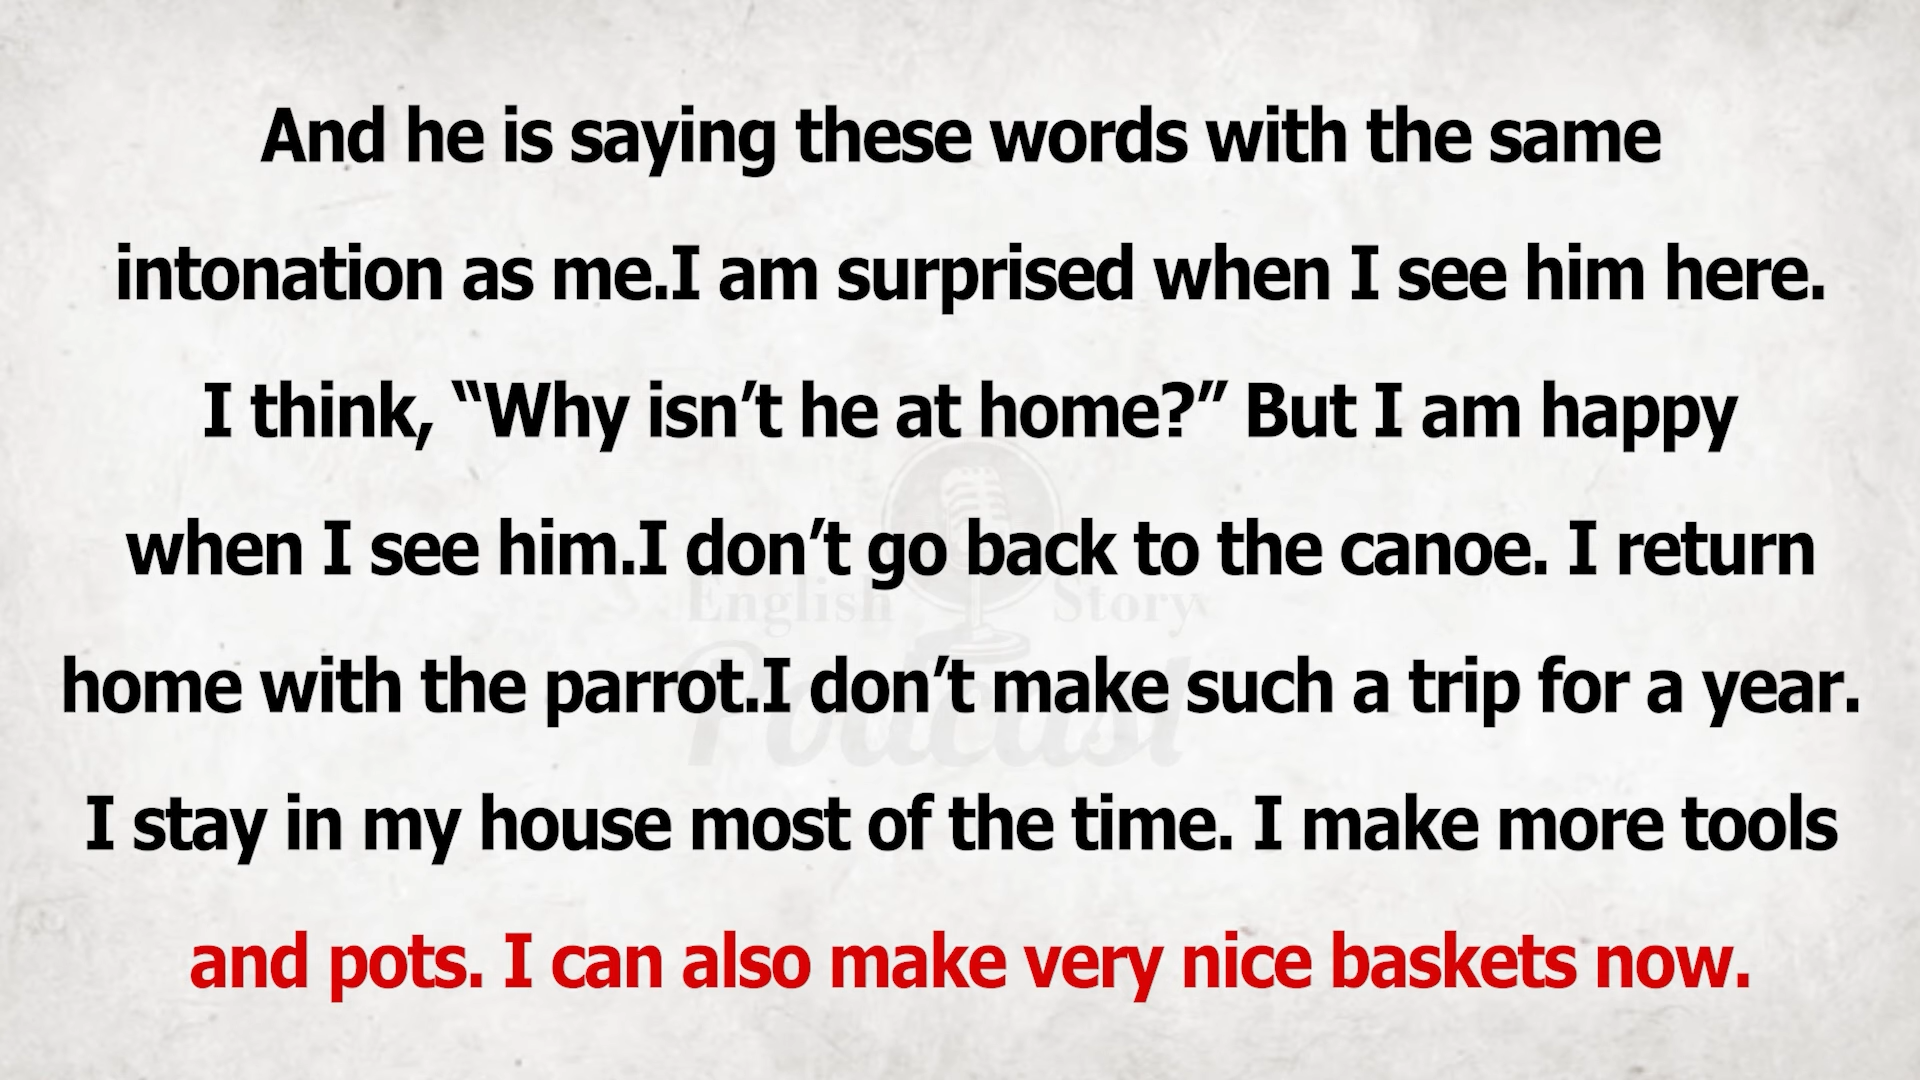 And he is saying these words with the same
intonation as me.I am surprised when I see him here.
I think, “Why isn’t he at home?” But I am happy
when I see him.I don’t go back to the canoe. I return
English Story
home with the parrot.I don’t make such a trip for a year.
Podcast
I stay in my house most of the time. I make more tools
and pots. I can also make very nice baskets now.